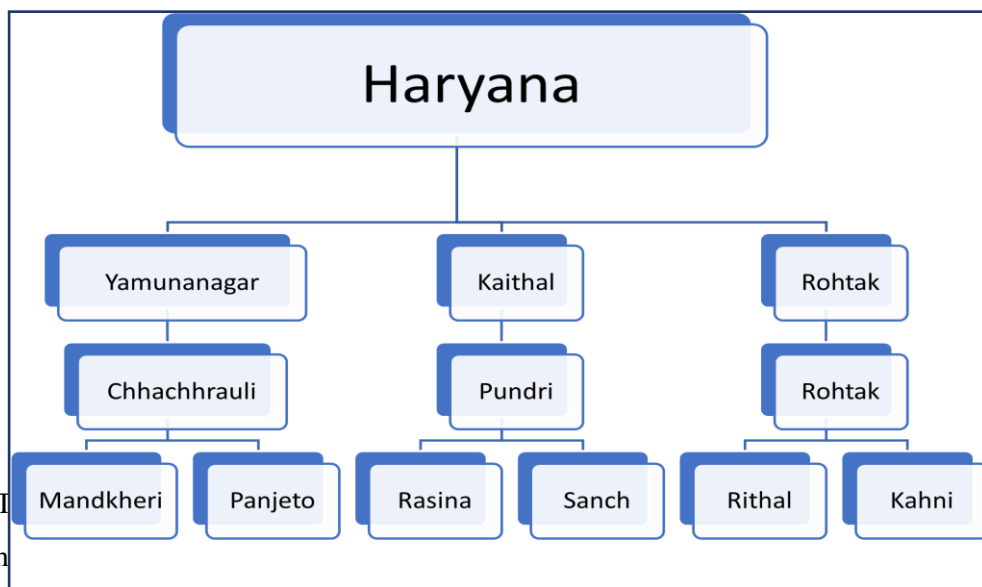 Haryana
Yamunanagar Kaithal Rohtak
Chhachhrauli Pundri Rohtak
Mandkheri Panjeto Rasina Sanch Rithal Kahni